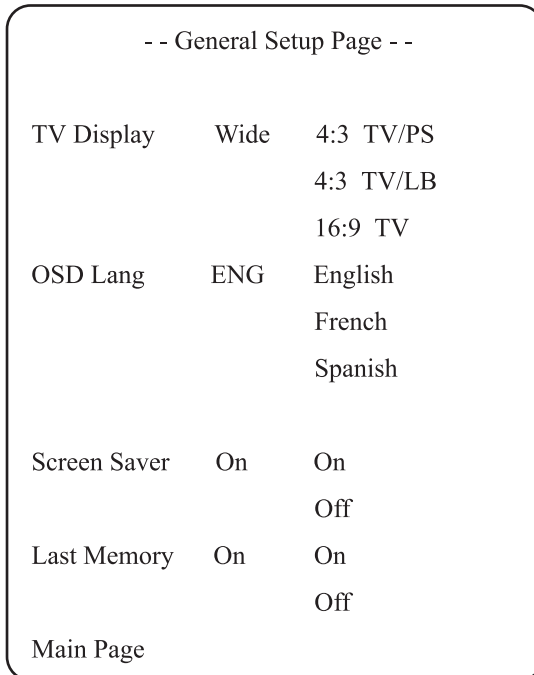 - - General Setup Page - -
TV Display Wide 4:3 TV/PS
4:3 TV/LB
16:9 TV
OSD Lang ENG English
French
Spanish
Screen Saver On On
Off
Last Memory On On
Off
Main Page